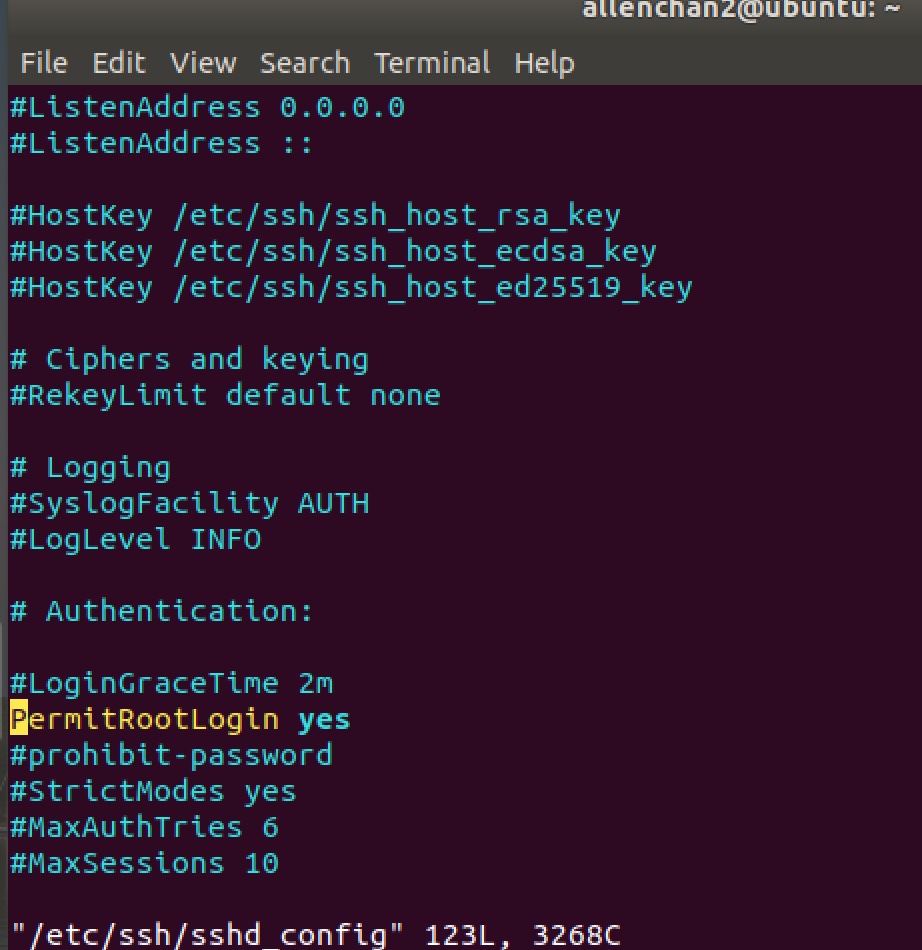 allenchan2@ubuntu: ~
File Edit View Search Terminal Help
#ListenAddress 0.0.0.0
#ListenAddress ::
#HostKey /etc/ssh/ssh_host_rsa_key
#HostKey /etc/ssh/ssh_host_ecdsa_key
#HostKey /etc/ssh/ssh_host_ed25519_key
# Ciphers and keying
#RekeyLimit default none
# Logging
#SyslogFacility AUTH
#LogLevel INFO
# Authentication:
#LoginGraceTime 2m
PermitRootLogin yes
#prohibit-password
#StrictModes yes
#MaxAuthTries 6
#MaxSessions 10
"/etc/ssh/sshd_config" 123L, 3268C